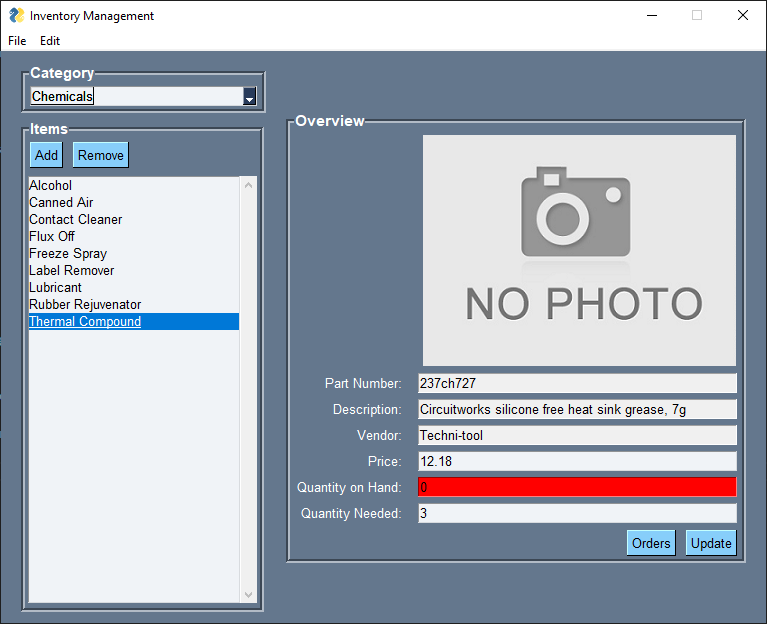 Inventory Management
File Edit
Category
Chemicals
Items
Add Remove
Alcohol
Canned Air
Contact Cleaner
Flux Off
Freeze Spray
Label Remover
Lubricant
Rubber Rejuvenator
Thermal Compound
Overview
NO PHOTO
Part Number: 237ch727
Description: Circuitworks silicone free heat sink grease, 7g
Vendor: Techni-tool
Price: 12.18
Quantity on Hand: 0
Quantity Needed: 3
Orders Update